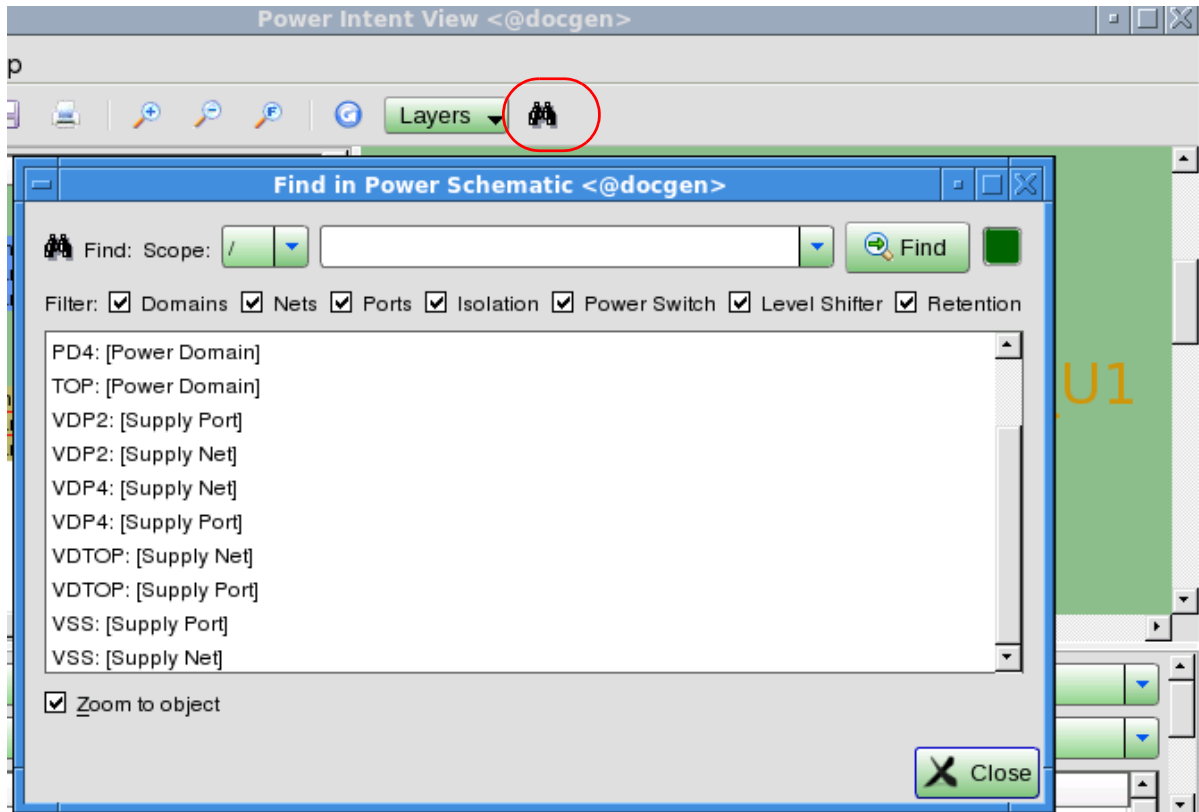 Power Intent View <@docgen>
p
Layers
Find in Power Schematic <@docgen>
Find: Scope: / Find
Filter: Domains Nets Ports Isolation Power Switch Level Shifter Retention
PD4: [Power Domain]
TOP: [Power Domain]
VDP2: [Supply Port]
VDP2: [Supply Net]
VDP4: [Supply Net]
VDP4: [Supply Port]
VDTOP: [Supply Net]
VDTOP: [Supply Port]
VSS: [Supply Port]
VSS: [Supply Net]
U1
Zoom to object
Close